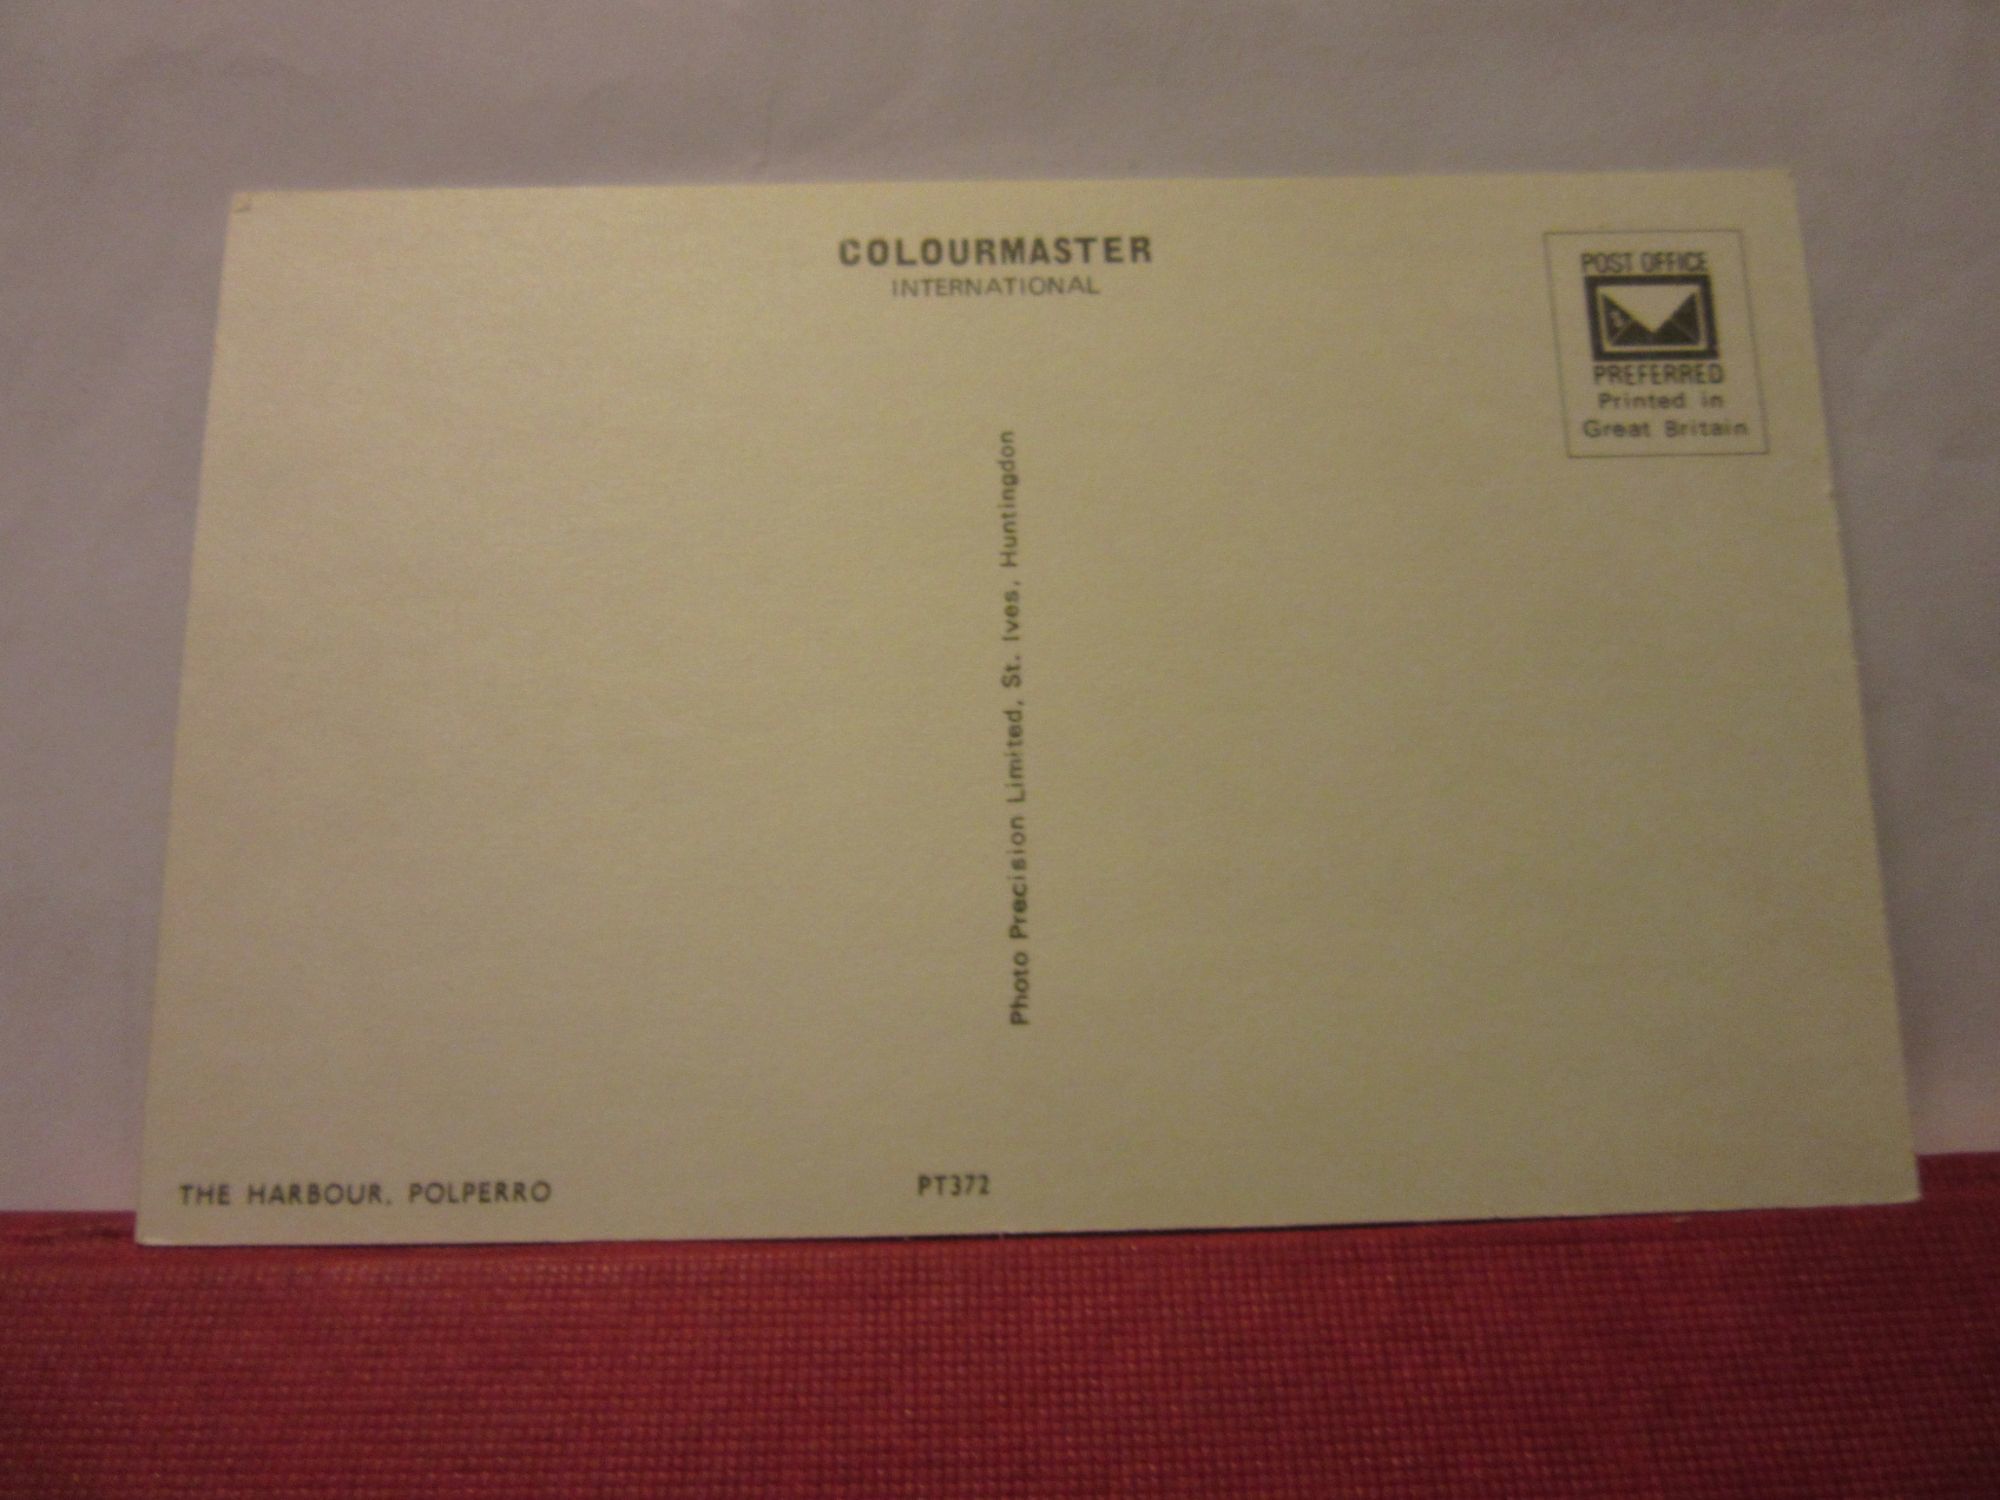 COLOURMASTER
INTERNATIONAL
POST OFFICE
PREFERRED
Printed in
Great Britain
Photo Precision Limited, St. Ives, Huntingdon
THE HARBOUR, POLPERRO
PT372